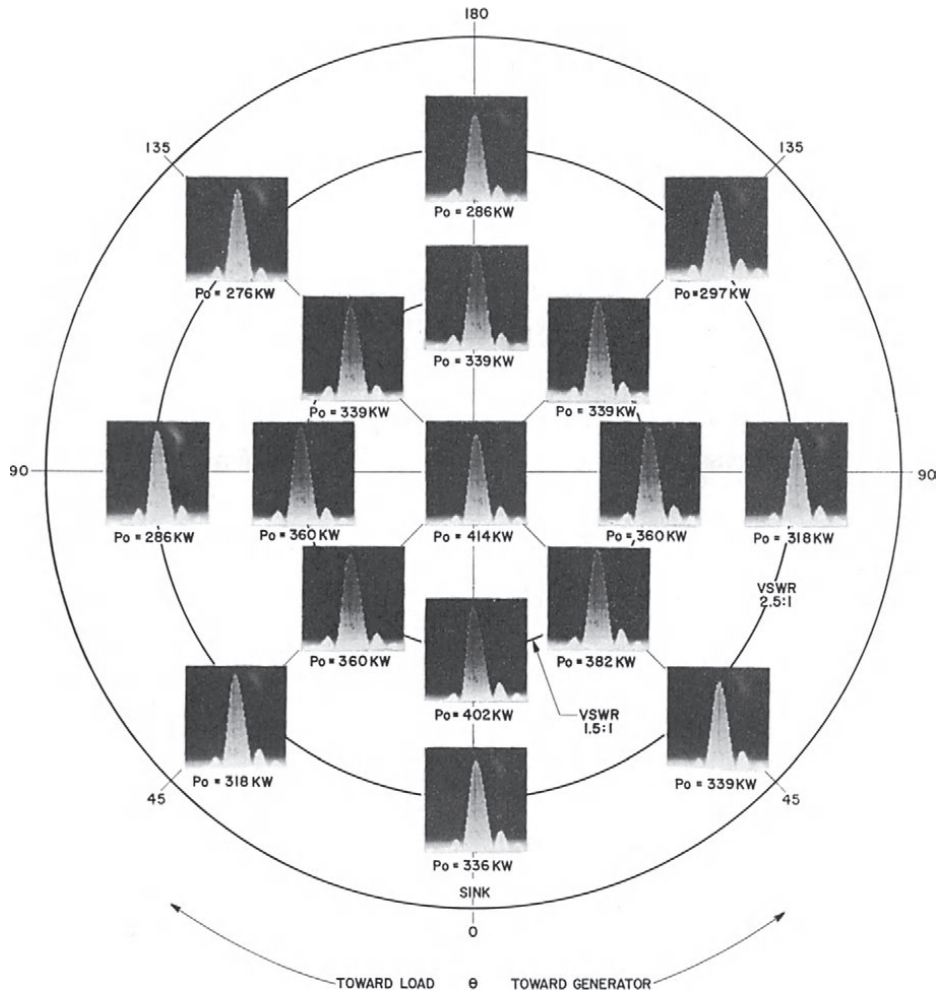 180
135
135
Po = 286KW
Po = 276KW
Po=297KW
Po = 339KW
Po = 339KW
Po = 339KW
90
90
Po = 286KW
Po = 360KW
Po = 414KW
Po = 360KW
Po = 318KW
VSWR
2.5:1
Po = 360KW
Po = 382KW
Po = 402KW
VSWR
1.5:1
Po = 318KW
Po = 339KW
45
45
Po = 336KW
SINK
0
TOWARD LOAD θ TOWARD GENERATOR